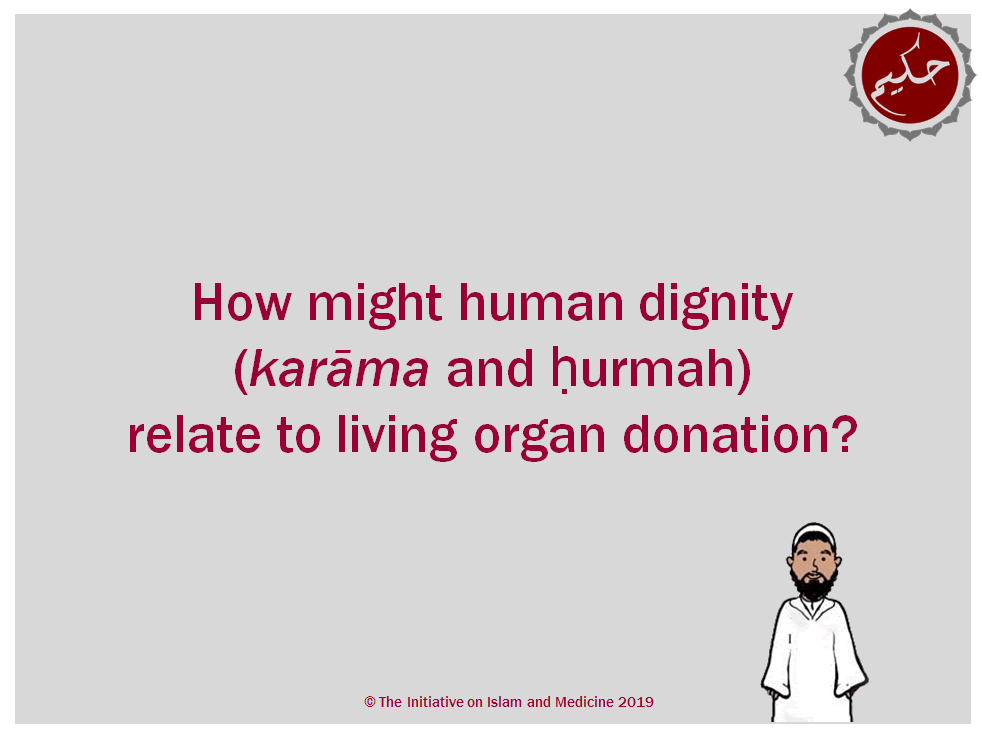 حكيم
How might human dignity
(karāma and ḥurmah)
relate to living organ donation?
© The Initiative on Islam and Medicine 2019